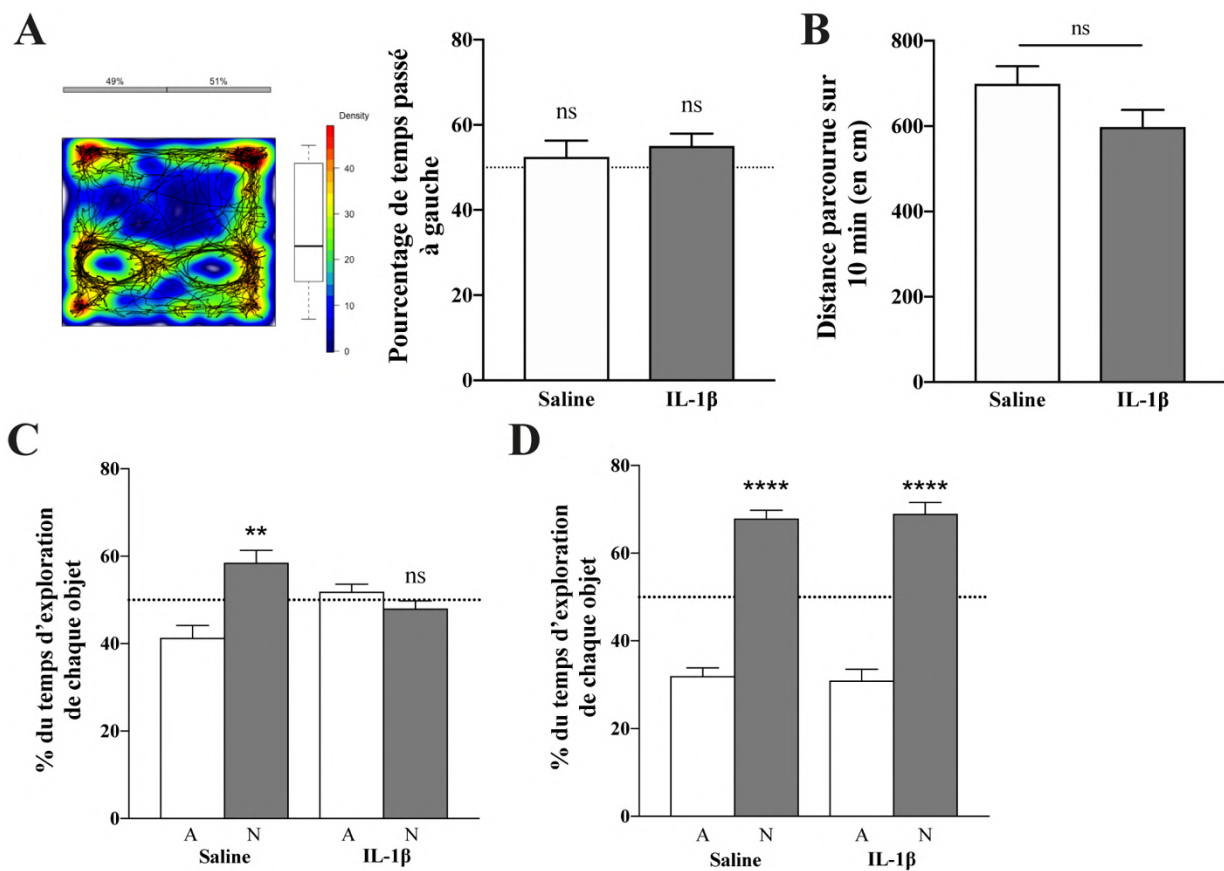 A
49% 51%
Density
40
30
20
10
0
Pourcentage de temps passé
à gauche
80
60
40
20
0
ns
ns
Saline
IL-1β
B
Distance parcourue sur
10 min (en cm)
800
600
400
200
0
ns
Saline
IL-1β
C
% du temps d'exploration
de chaque objet
80
60
40
20
0
**
ns
A N A N
Saline IL-1β
D
% du temps d'exploration
de chaque objet
80
60
40
20
0
****
****
A N A N
Saline IL-1β